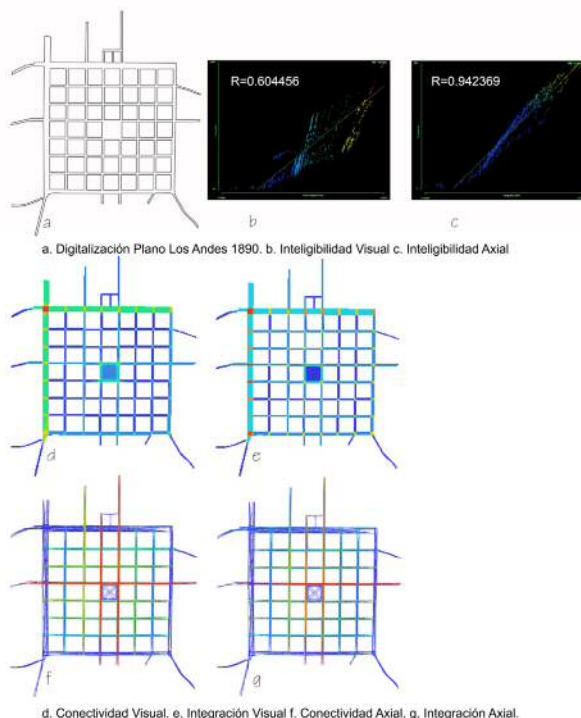 R=0.604456
R=0.942369
a
b
c
a. Digitalización Plano Los Andes 1890. b. Inteligibilidad Visual c. Inteligibilidad Axial
d
e
f
g
d. Conectividad Visual. e. Integración Visual f. Conectividad Axial. g. Integración Axial.